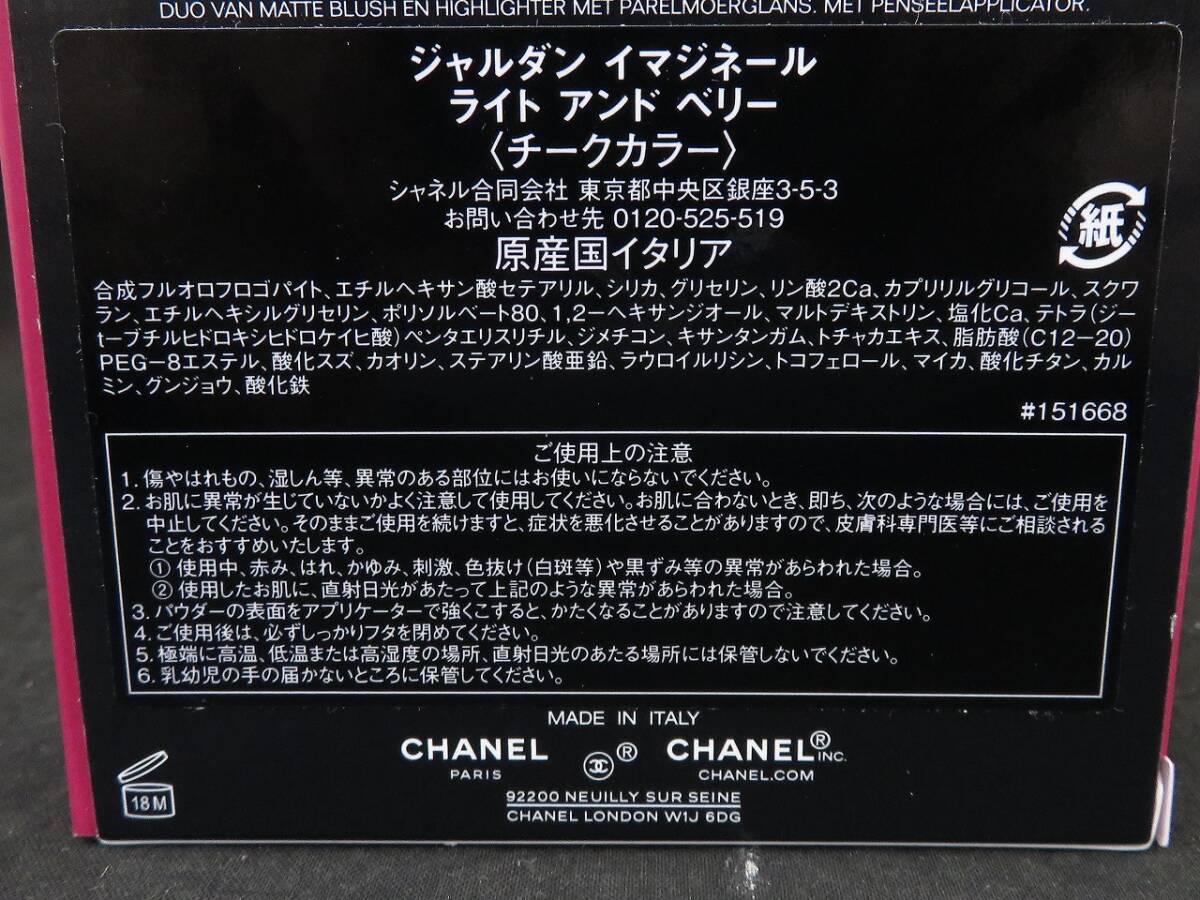 DUO VAN MATTE BLUSH EN HIGHLIGHTER MET PARELMOERGLANS. MET PENSEELAPPLICATOR.
ジャルダン イマジネール
ライト アンド ベリー
〈チークカラー〉
シャネル合同会社 東京都中央区銀座3-5-3
お問い合わせ先 0120-525-519
原産国イタリア
紙
合成フルオロフロゴパイト、エチルヘキサン酸セテアリル、シリカ、グリセリン、リン酸2Ca、カプリリルグリコール、スクワ
ラン、エチルヘキシルグリセリン、ポリソルベート80、1,2-ヘキサンジオール、マルトデキストリン、塩化Ca、テトラ(ジー
t-ブチルヒドロキシヒドロケイヒ酸)ペンタエリスリチル、ジメチコン、キサンタンガム、トチャカエキス、脂肪酸(C12-20)
PEG-8エステル、酸化スズ、カオリン、ステアリン酸亜鉛、ラウロイルリシン、トコフェロール、マイカ、酸化チタン、カル
ミン、グンジョウ、酸化鉄
#151668
ご使用上の注意
1. 傷やはれもの、湿しん等、異常のある部位にはお使いにならないでください。
2. お肌に異常が生じていないかよく注意して使用してください。お肌に合わないとき、即ち、次のような場合には、ご使用を
中止してください。そのままご使用を続けますと、症状を悪化させることがありますので、皮膚科専門医等にご相談される
ことをおすすめいたします。
① 使用中、赤み、はれ、かゆみ、刺激、色抜け(白斑等)や黒ずみ等の異常があらわれた場合。
② 使用したお肌に、直射日光があたって上記のような異常があらわれた場合。
3. パウダーの表面をアプリケーターで強くこすると、かたくなることがありますので注意してください。
4. ご使用後は、必ずしっかりフタを閉めてください。
5. 極端に高温、低温または高湿度の場所、直射日光のあたる場所には保管しないでください。
6. 乳幼児の手の届かないところに保管してください。
MADE IN ITALY
CHANEL ® CHANEL® INC.
PARIS CHANEL.COM
18M
92200 NEUILLY SUR SEINE
CHANEL LONDON W1J 6DG